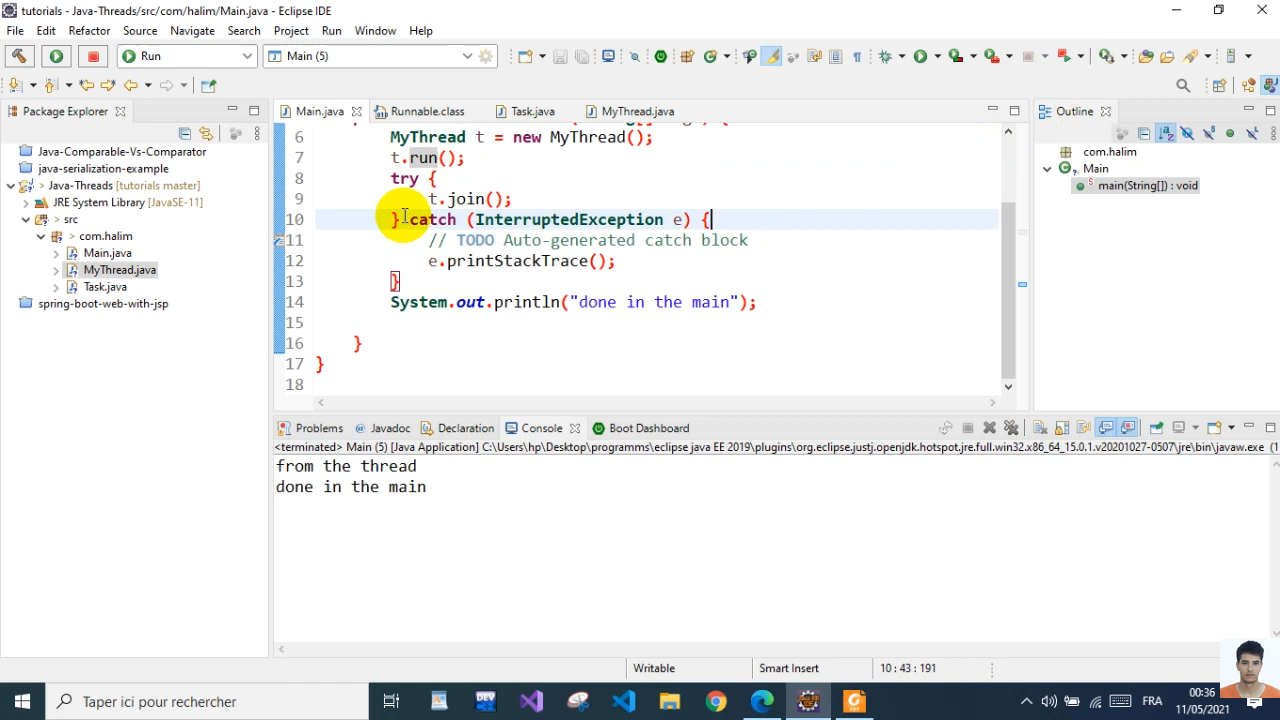 tutorials - Java-Threads/src/com/halim/Main.java - Eclipse IDE
File Edit Source Refactor Source Navigate Search Project Run Window Help
Run
Main (5)
Package Explorer
Java-Comparable-Vs-Comparator
java-serialization-example
Java-Threads [tutorials master]
JRE System Library [JavaSE-11]
src
com.halim
Main.java
MyThread.java
Task.java
spring-boot-web-with-jsp
Main.java
Runnable.class
Task.java
MyThread.java
6 MyThread t = new MyThread();
7 t.run();
8 try {
9 t.join();
10 } catch (InterruptedException e) {
11 // TODO Auto-generated catch block
12 e.printStackTrace();
13 }
14 System.out.println("done in the main");
15
16 }
17 }
18
Outline
com.halim
Main
main(String[]) : void
Problems Javadoc Declaration Console Boot Dashboard
<terminated> Main (5) [Java Application] C:\Users\hp\Desktop\programms\eclipse java EE 2019\plugins\org.eclipse.justj.openjdk.hotspot.jre.full.win32.x86_64_15.0.1.v20201027-0507\jre\bin\javaw.exe (1
from the thread
done in the main
Writable
Smart Insert
10 : 43 : 191
Taper ici pour rechercher
DEV
FRA
00:36
11/05/2021